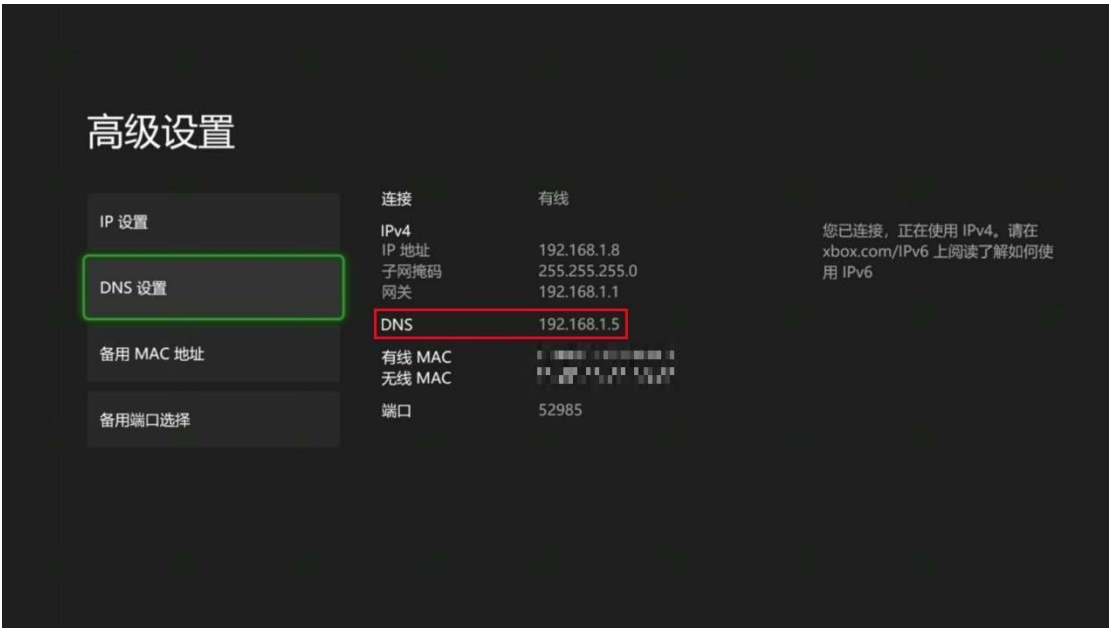 高级设置
IP 设置
DNS 设置
备用 MAC 地址
备用端口选择
连接 有线
IPv4
IP 地址 192.168.1.8
子网掩码 255.255.255.0
网关 192.168.1.1
DNS 192.168.1.5
有线 MAC
无线 MAC
端口 52985
您已连接，正在使用 IPv4。请在
xbox.com/IPv6 上阅读了解如何使
用 IPv6